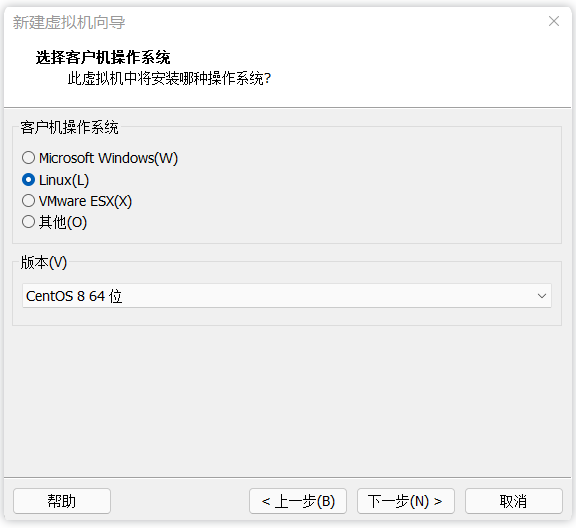 新建虚拟机向导
选择客户机操作系统
此虚拟机中将安装哪种操作系统?
客户机操作系统
Microsoft Windows(W)
Linux(L)
VMware ESX(X)
其他(O)
版本(V)
CentOS 8 64 位
帮助
< 上一步(B)
下一步(N) >
取消